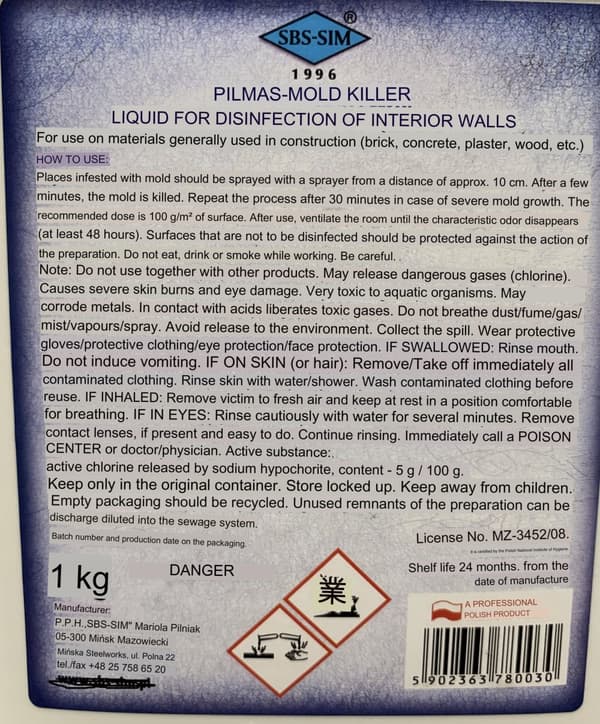 ®
SBS-SIM
1996
PILMAS-MOLD KILLER
LIQUID FOR DISINFECTION OF INTERIOR WALLS
For use on materials generally used in construction (brick, concrete, plaster, wood, etc.)
HOW TO USE:
Places infested with mold should be sprayed with a sprayer from a distance of approx. 10 cm. After a few
minutes, the mold is killed. Repeat the process after 30 minutes in case of severe mold growth. The
recommended dose is 100 g/m² of surface. After use, ventilate the room until the characteristic odor disappears
(at least 48 hours). Surfaces that are not to be disinfected should be protected against the action of
the preparation. Do not eat, drink or smoke while working. Be careful.
Note: Do not use together with other products. May release dangerous gases (chlorine).
Causes severe skin burns and eye damage. Very toxic to aquatic organisms. May
corrode metals. In contact with acids liberates toxic gases. Do not breathe dust/fume/gas/
mist/vapours/spray. Avoid release to the environment. Collect the spill. Wear protective
gloves/protective clothing/eye protection/face protection. IF SWALLOWED: Rinse mouth.
Do not induce vomiting. IF ON SKIN (or hair): Remove/Take off immediately all
contaminated clothing. Rinse skin with water/shower. Wash contaminated clothing before
reuse. IF INHALED: Remove victim to fresh air and keep at rest in a position comfortable
for breathing. IF IN EYES: Rinse cautiously with water for several minutes. Remove
contact lenses, if present and easy to do. Continue rinsing. Immediately call a POISON
CENTER or doctor/physician. Active substance:
active chlorine released by sodium hypochorite, content - 5 g / 100 g.
Keep only in the original container. Store locked up. Keep away from children.
Empty packaging should be recycled. Unused remnants of the preparation can be
discharge diluted into the sewage system.
Batch number and production date on the packaging.
License No. MZ-3452/08.
It is certified by the Polish National Institute of Hygiene
1 kg
DANGER
Shelf life 24 months. from the
date of manufacture
業
A PROFESSIONAL
POLISH PRODUCT
Manufacturer:
P.P.H.„SBS-SIM" Mariola Pilniak
05-300 Mińsk Mazowiecki
Mińska Steelworks, ul. Polna 22
tel./fax +48 25 758 65 20
5 902363 780030